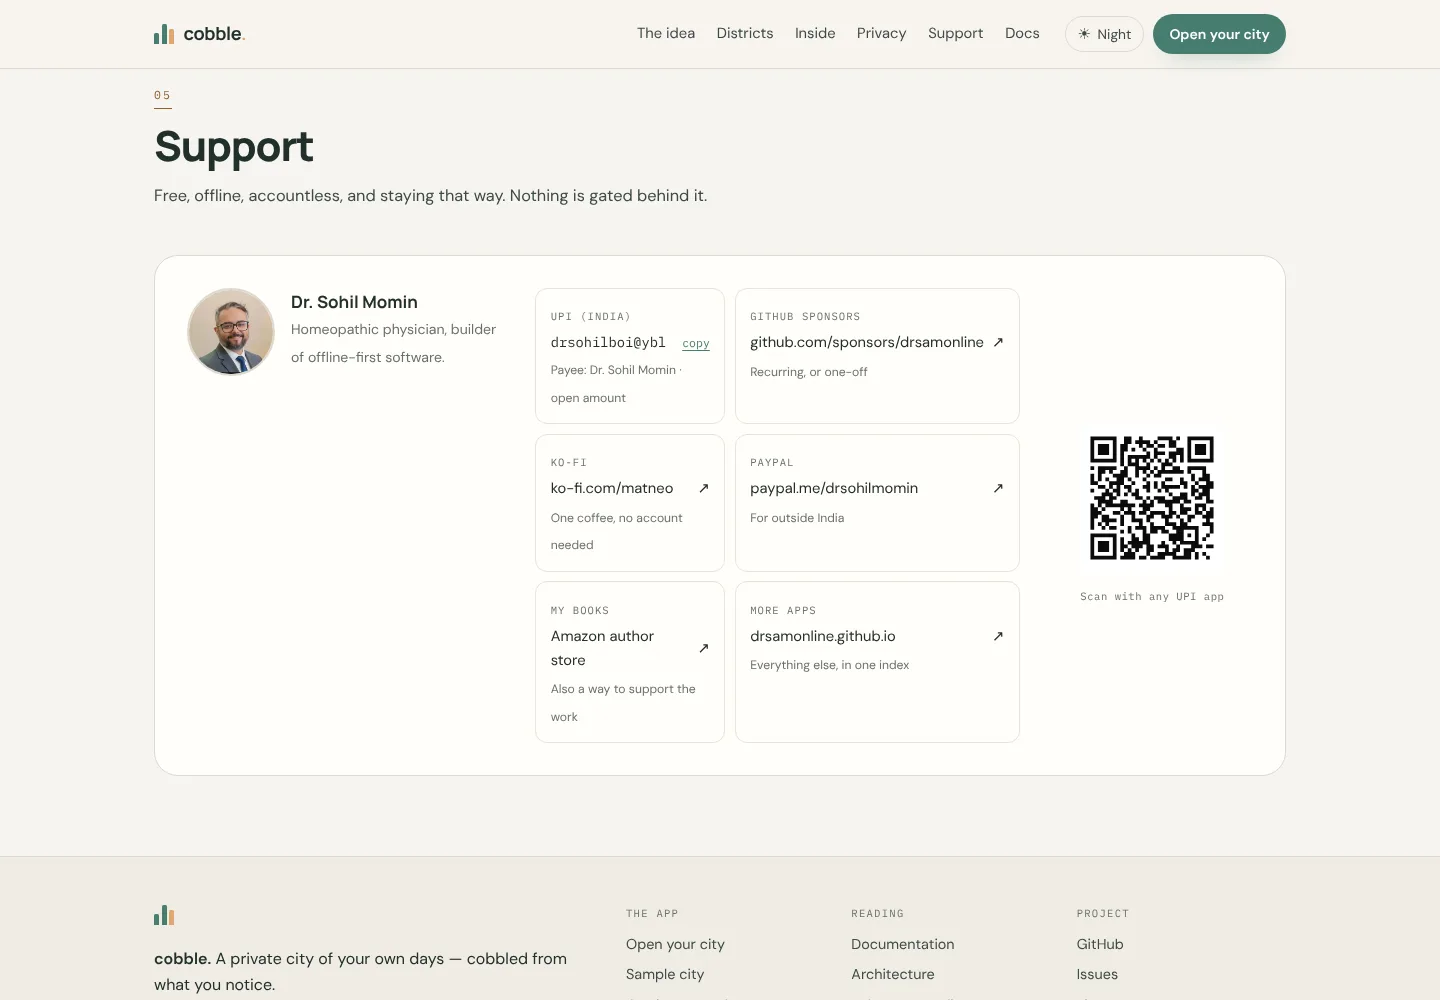 cobble.
The idea
Districts
Inside
Privacy
Support
Docs
☀ Night
Open your city
05
Support
Free, offline, accountless, and staying that way. Nothing is gated behind it.
Dr. Sohil Momin
Homeopathic physician, builder
of offline-first software.
UPI (INDIA)
drsohilboi@ybl copy
Payee: Dr. Sohil Momin ·
open amount
GITHUB SPONSORS
github.com/sponsors/drsamonline ↗
Recurring, or one-off
KO-FI
ko-fi.com/matneo ↗
One coffee, no account
needed
PAYPAL
paypal.me/drsohilmomin ↗
For outside India
MY BOOKS
Amazon author
store ↗
Also a way to support the
work
MORE APPS
drsamonline.github.io ↗
Everything else, in one index
Scan with any UPI app
cobble. A private city of your own days — cobbled from
what you notice.
THE APP
Open your city
Sample city
READING
Documentation
Architecture
PROJECT
GitHub
Issues